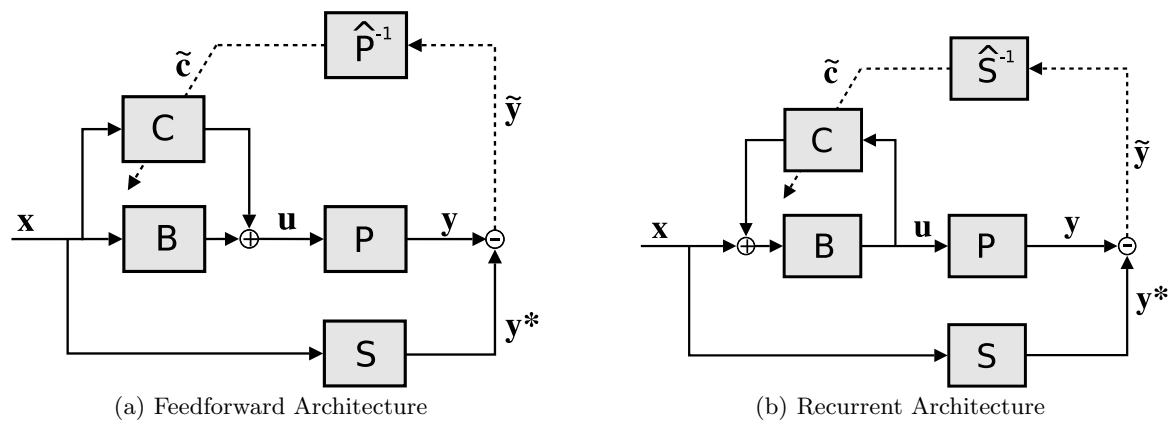 P̂⁻¹
c̃
ỹ
C
x
B
u
P
y
-
S
y*
(a) Feedforward Architecture
Ŝ⁻¹
c̃
C
ỹ
x
B
u
P
y
-
S
y*
(b) Recurrent Architecture